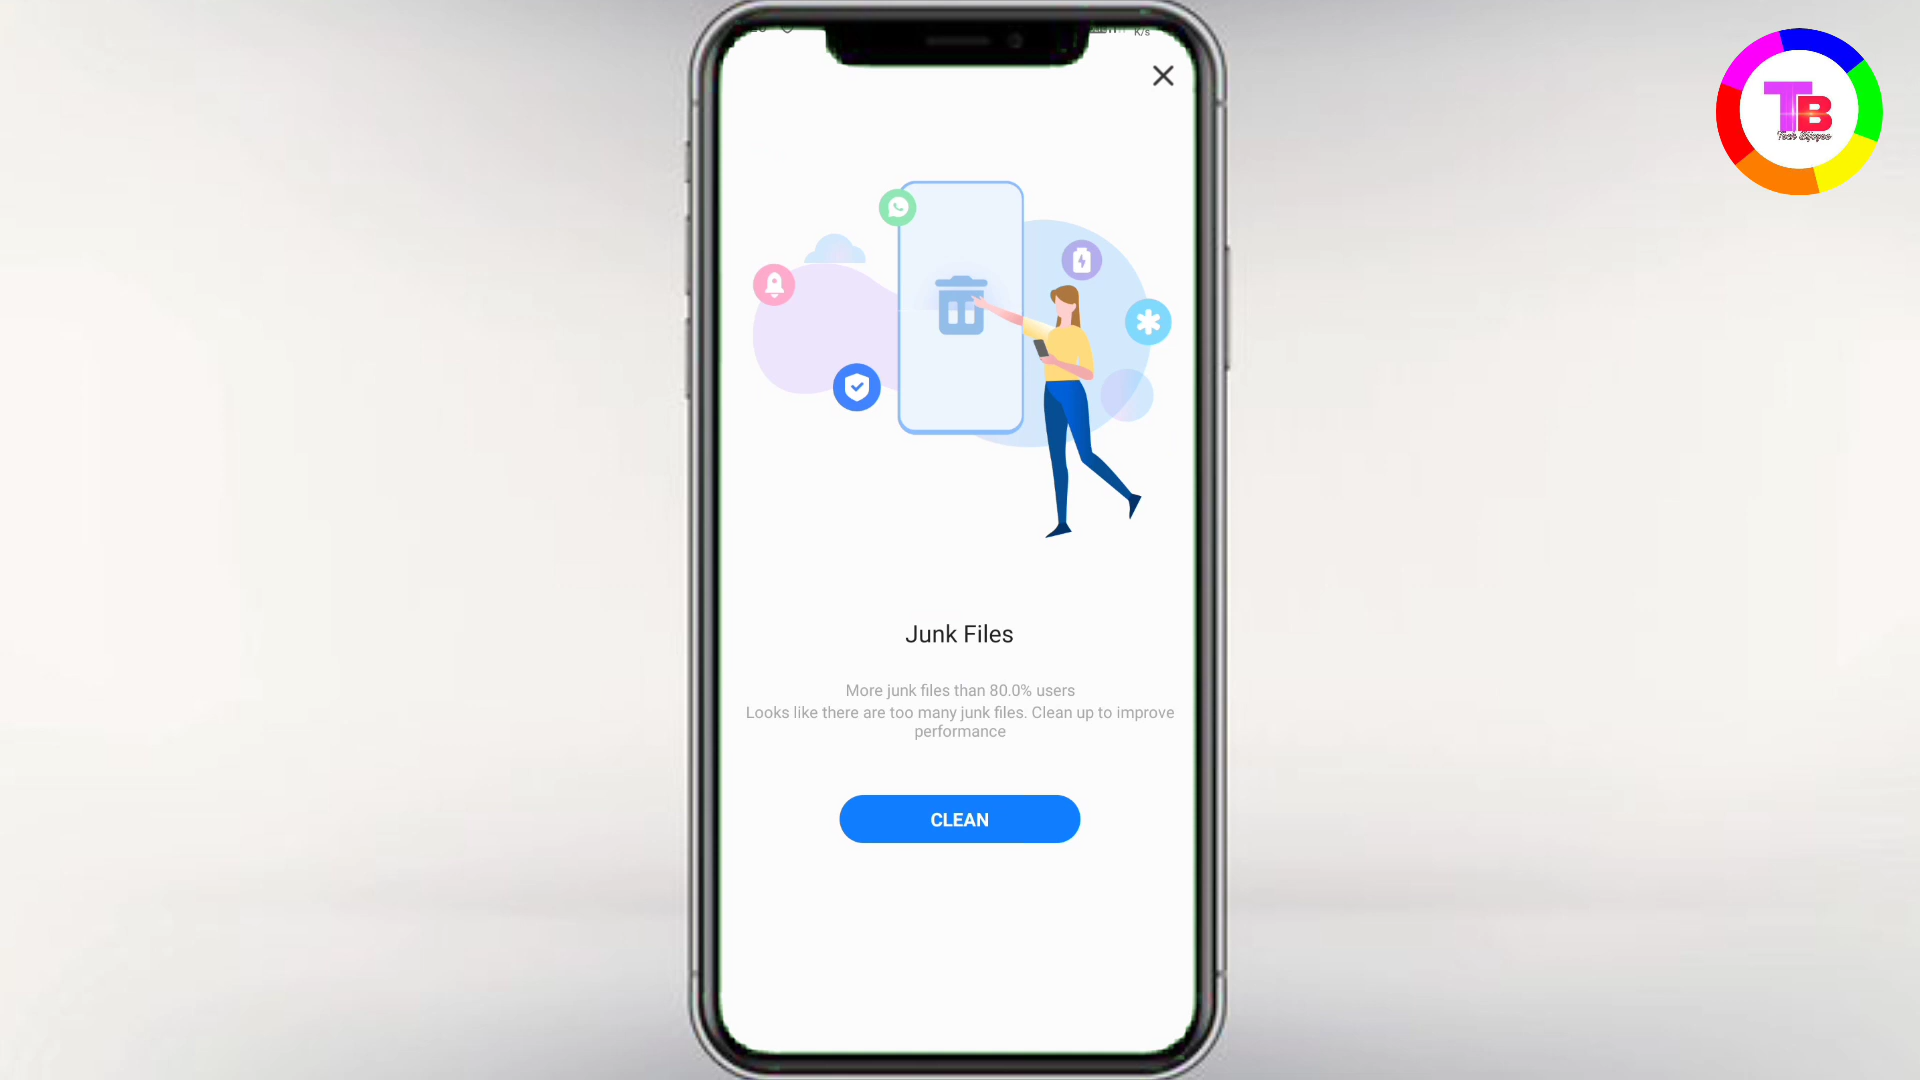 K/s
TB
Junk Files
More junk files than 80.0% users
Looks like there are too many junk files. Clean up to improve
performance
CLEAN